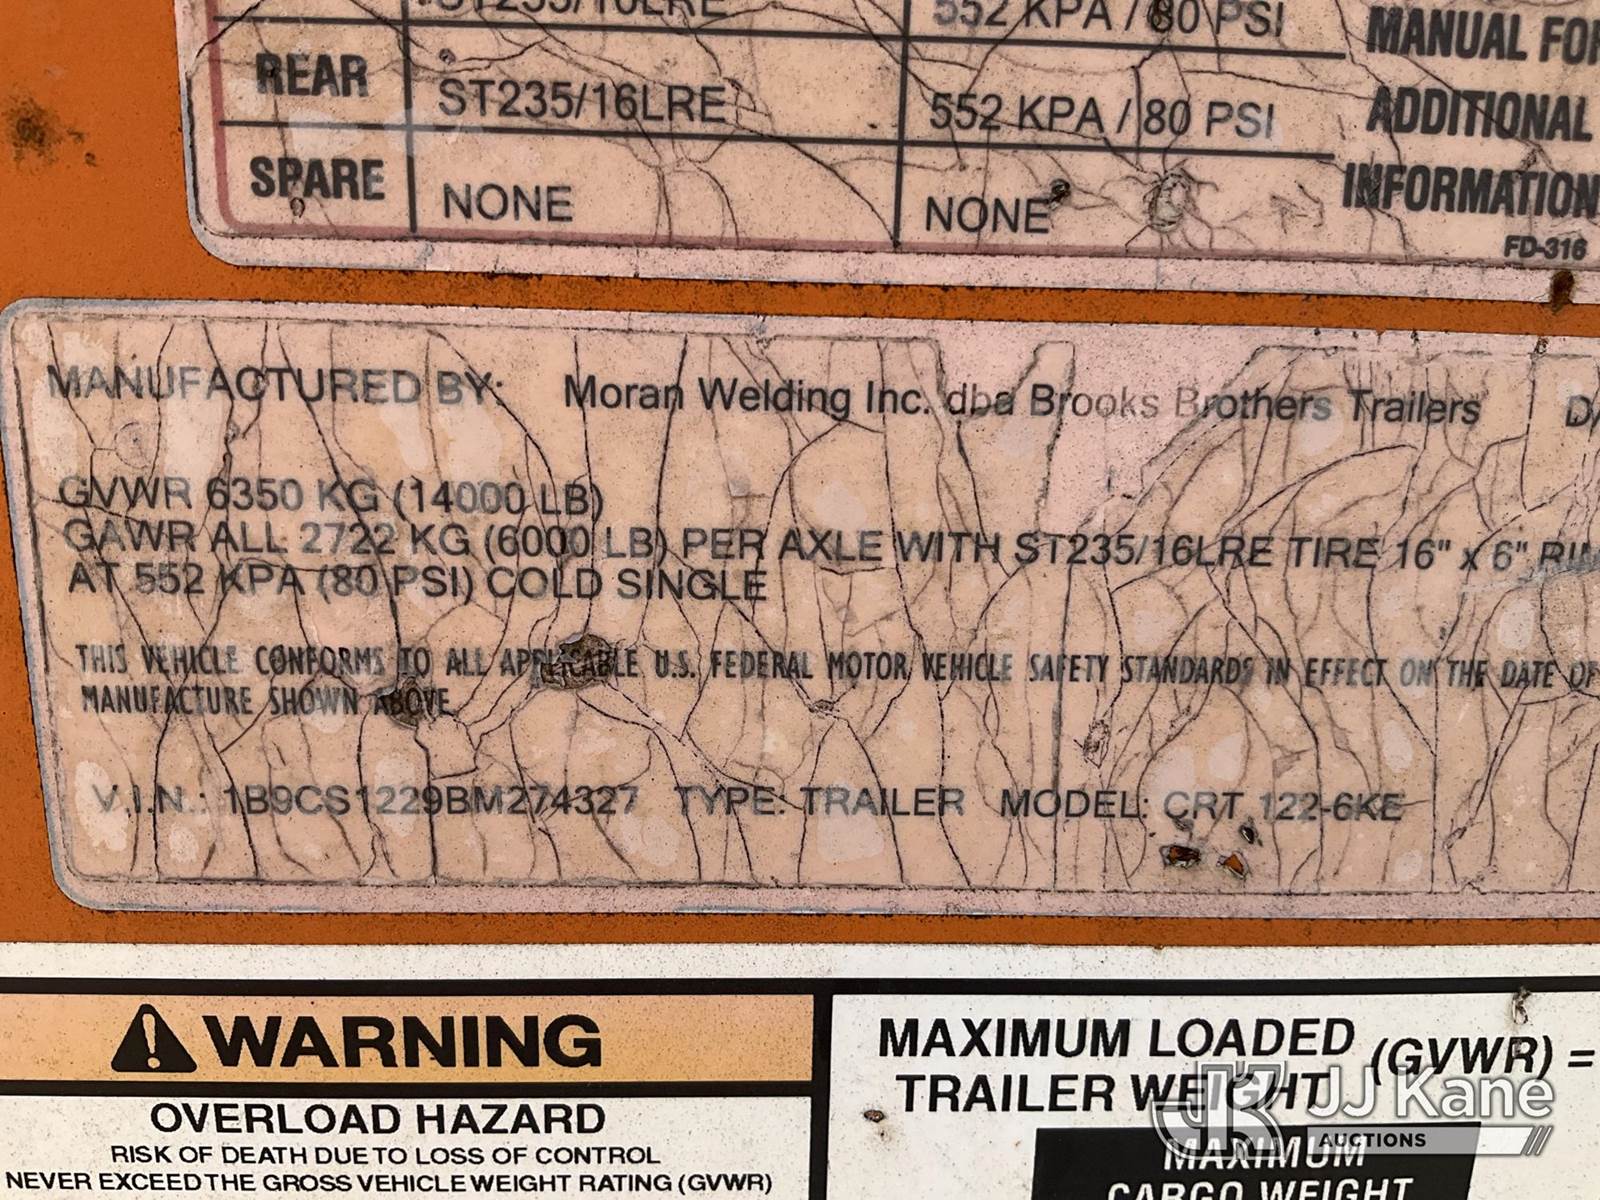 ST235/16LRE 552 KPA / 80 PSI
MANUAL FOR
REAR ST235/16LRE 552 KPA / 80 PSI
ADDITIONAL
SPARE NONE NONE
INFORMATION
FD-316
MANUFACTURED BY: Moran Welding Inc. dba Brooks Brothers Trailers
GVWR 6350 KG (14000 LB)
GAWR ALL 2722 KG (6000 LB) PER AXLE WITH ST235/16LRE TIRE 16" x 6" RIM
AT 552 KPA (80 PSI) COLD SINGLE
THIS VEHICLE CONFORMS TO ALL APPLICABLE U.S. FEDERAL MOTOR VEHICLE SAFETY STANDARDS IN EFFECT ON THE DATE OF
MANUFACTURE SHOWN ABOVE
V.I.N.: 1B9CS1229BM274327 TYPE: TRAILER MODEL: CRT 122-6KE
WARNING
OVERLOAD HAZARD
RISK OF DEATH DUE TO LOSS OF CONTROL
NEVER EXCEED THE GROSS VEHICLE WEIGHT RATING (GVWR)
MAXIMUM LOADED
TRAILER WEIGHT (GVWR) =
MAXIMUM
CARGO WEIGHT
JJ Kane
AUCTIONS